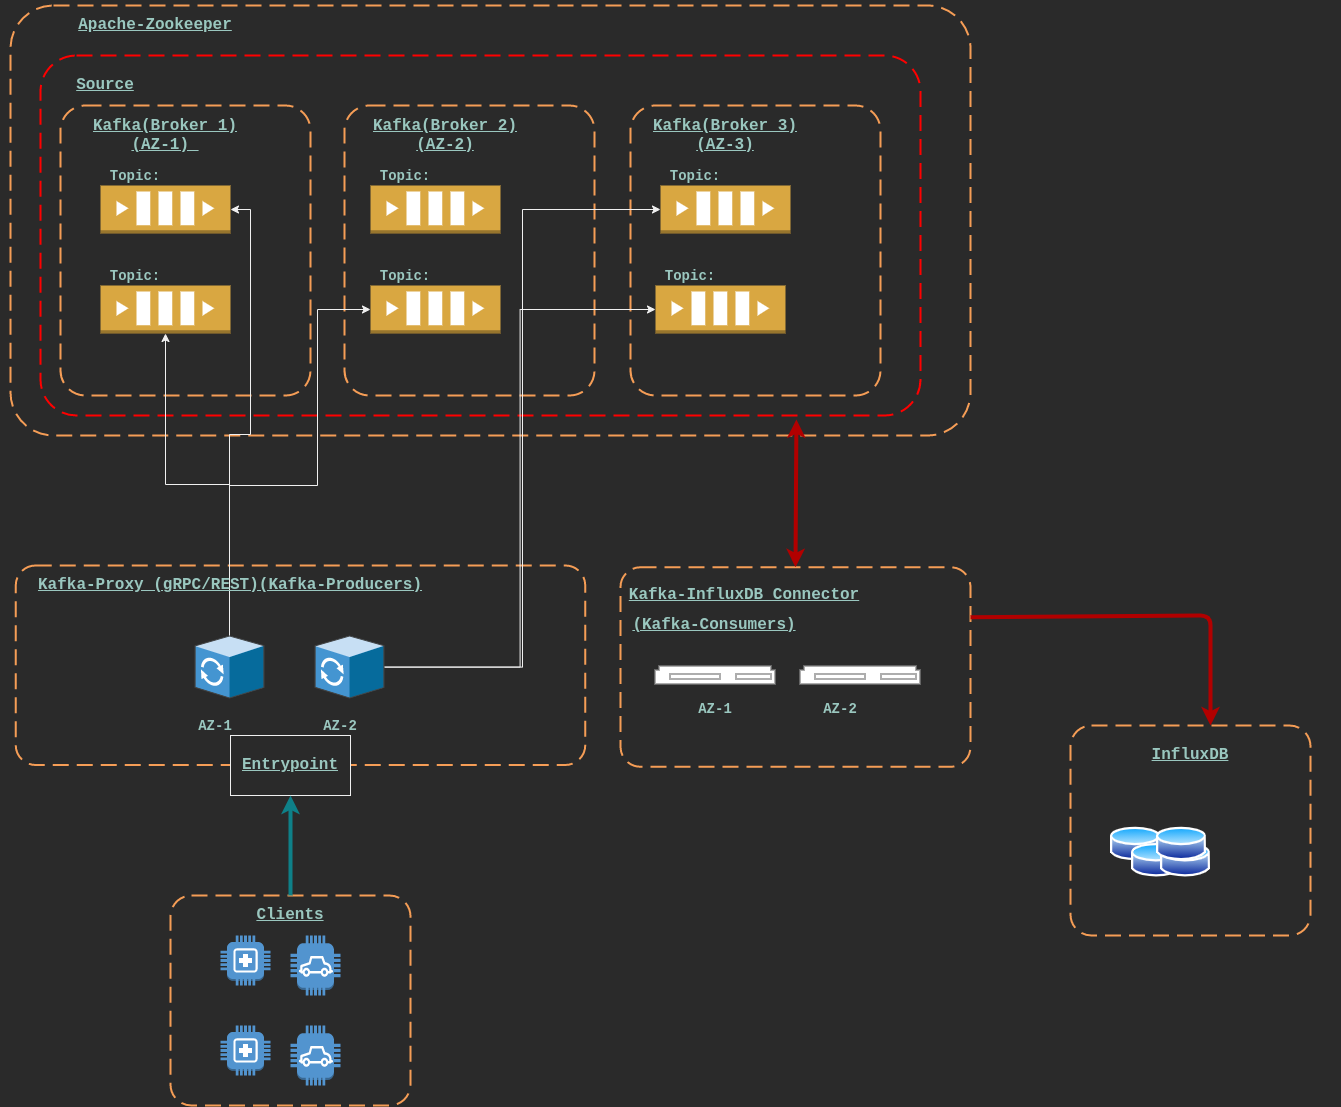 Apache-Zookeeper
Source
Kafka(Broker 1)
(AZ-1)
Topic:
Topic:
Kafka(Broker 2)
(AZ-2)
Topic:
Topic:
Kafka(Broker 3)
(AZ-3)
Topic:
Topic:
Kafka-Proxy (gRPC/REST)(Kafka-Producers)
AZ-1
AZ-2
Entrypoint
Kafka-InfluxDB Connector
(Kafka-Consumers)
AZ-1
AZ-2
InfluxDB
Clients